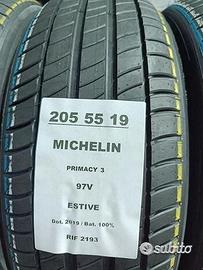 205 55 19
MICHELIN
PRIMACY 3
97V
ESTIVE
Dot. 2019 / Bat. 100%
RIF 2193
subito